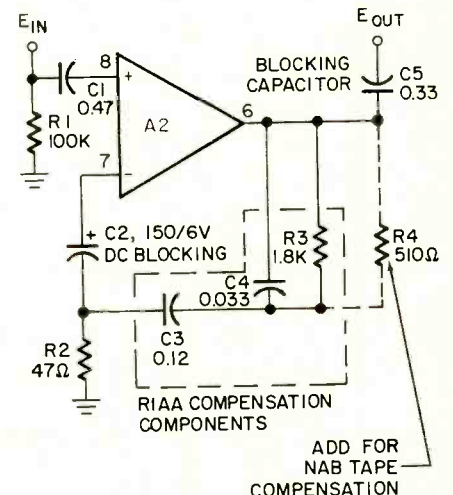 E IN
E OUT
BLOCKING
CAPACITOR
C5
0.33
8
+
C1
0.47
R1
100K
A2
6
7
–
+ C2, 150/6V
DC BLOCKING
R3
1.8K
R4
510Ω
C4
0.033
C3
0.12
R2
47Ω
RIAA COMPENSATION
COMPONENTS
ADD FOR
NAB TAPE
COMPENSATION